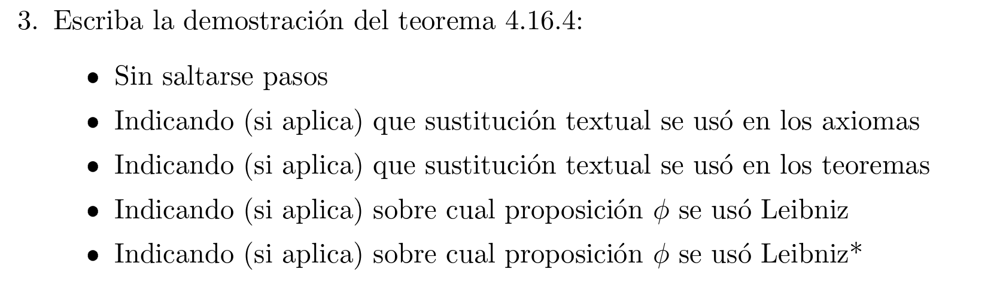 3. Escriba la demostración del teorema 4.16.4:
• Sin saltarse pasos
• Indicando (si aplica) que sustitución textual se usó en los axiomas
• Indicando (si aplica) que sustitución textual se usó en los teoremas
• Indicando (si aplica) sobre cual proposición ϕ se usó Leibniz
• Indicando (si aplica) sobre cual proposición ϕ se usó Leibniz*